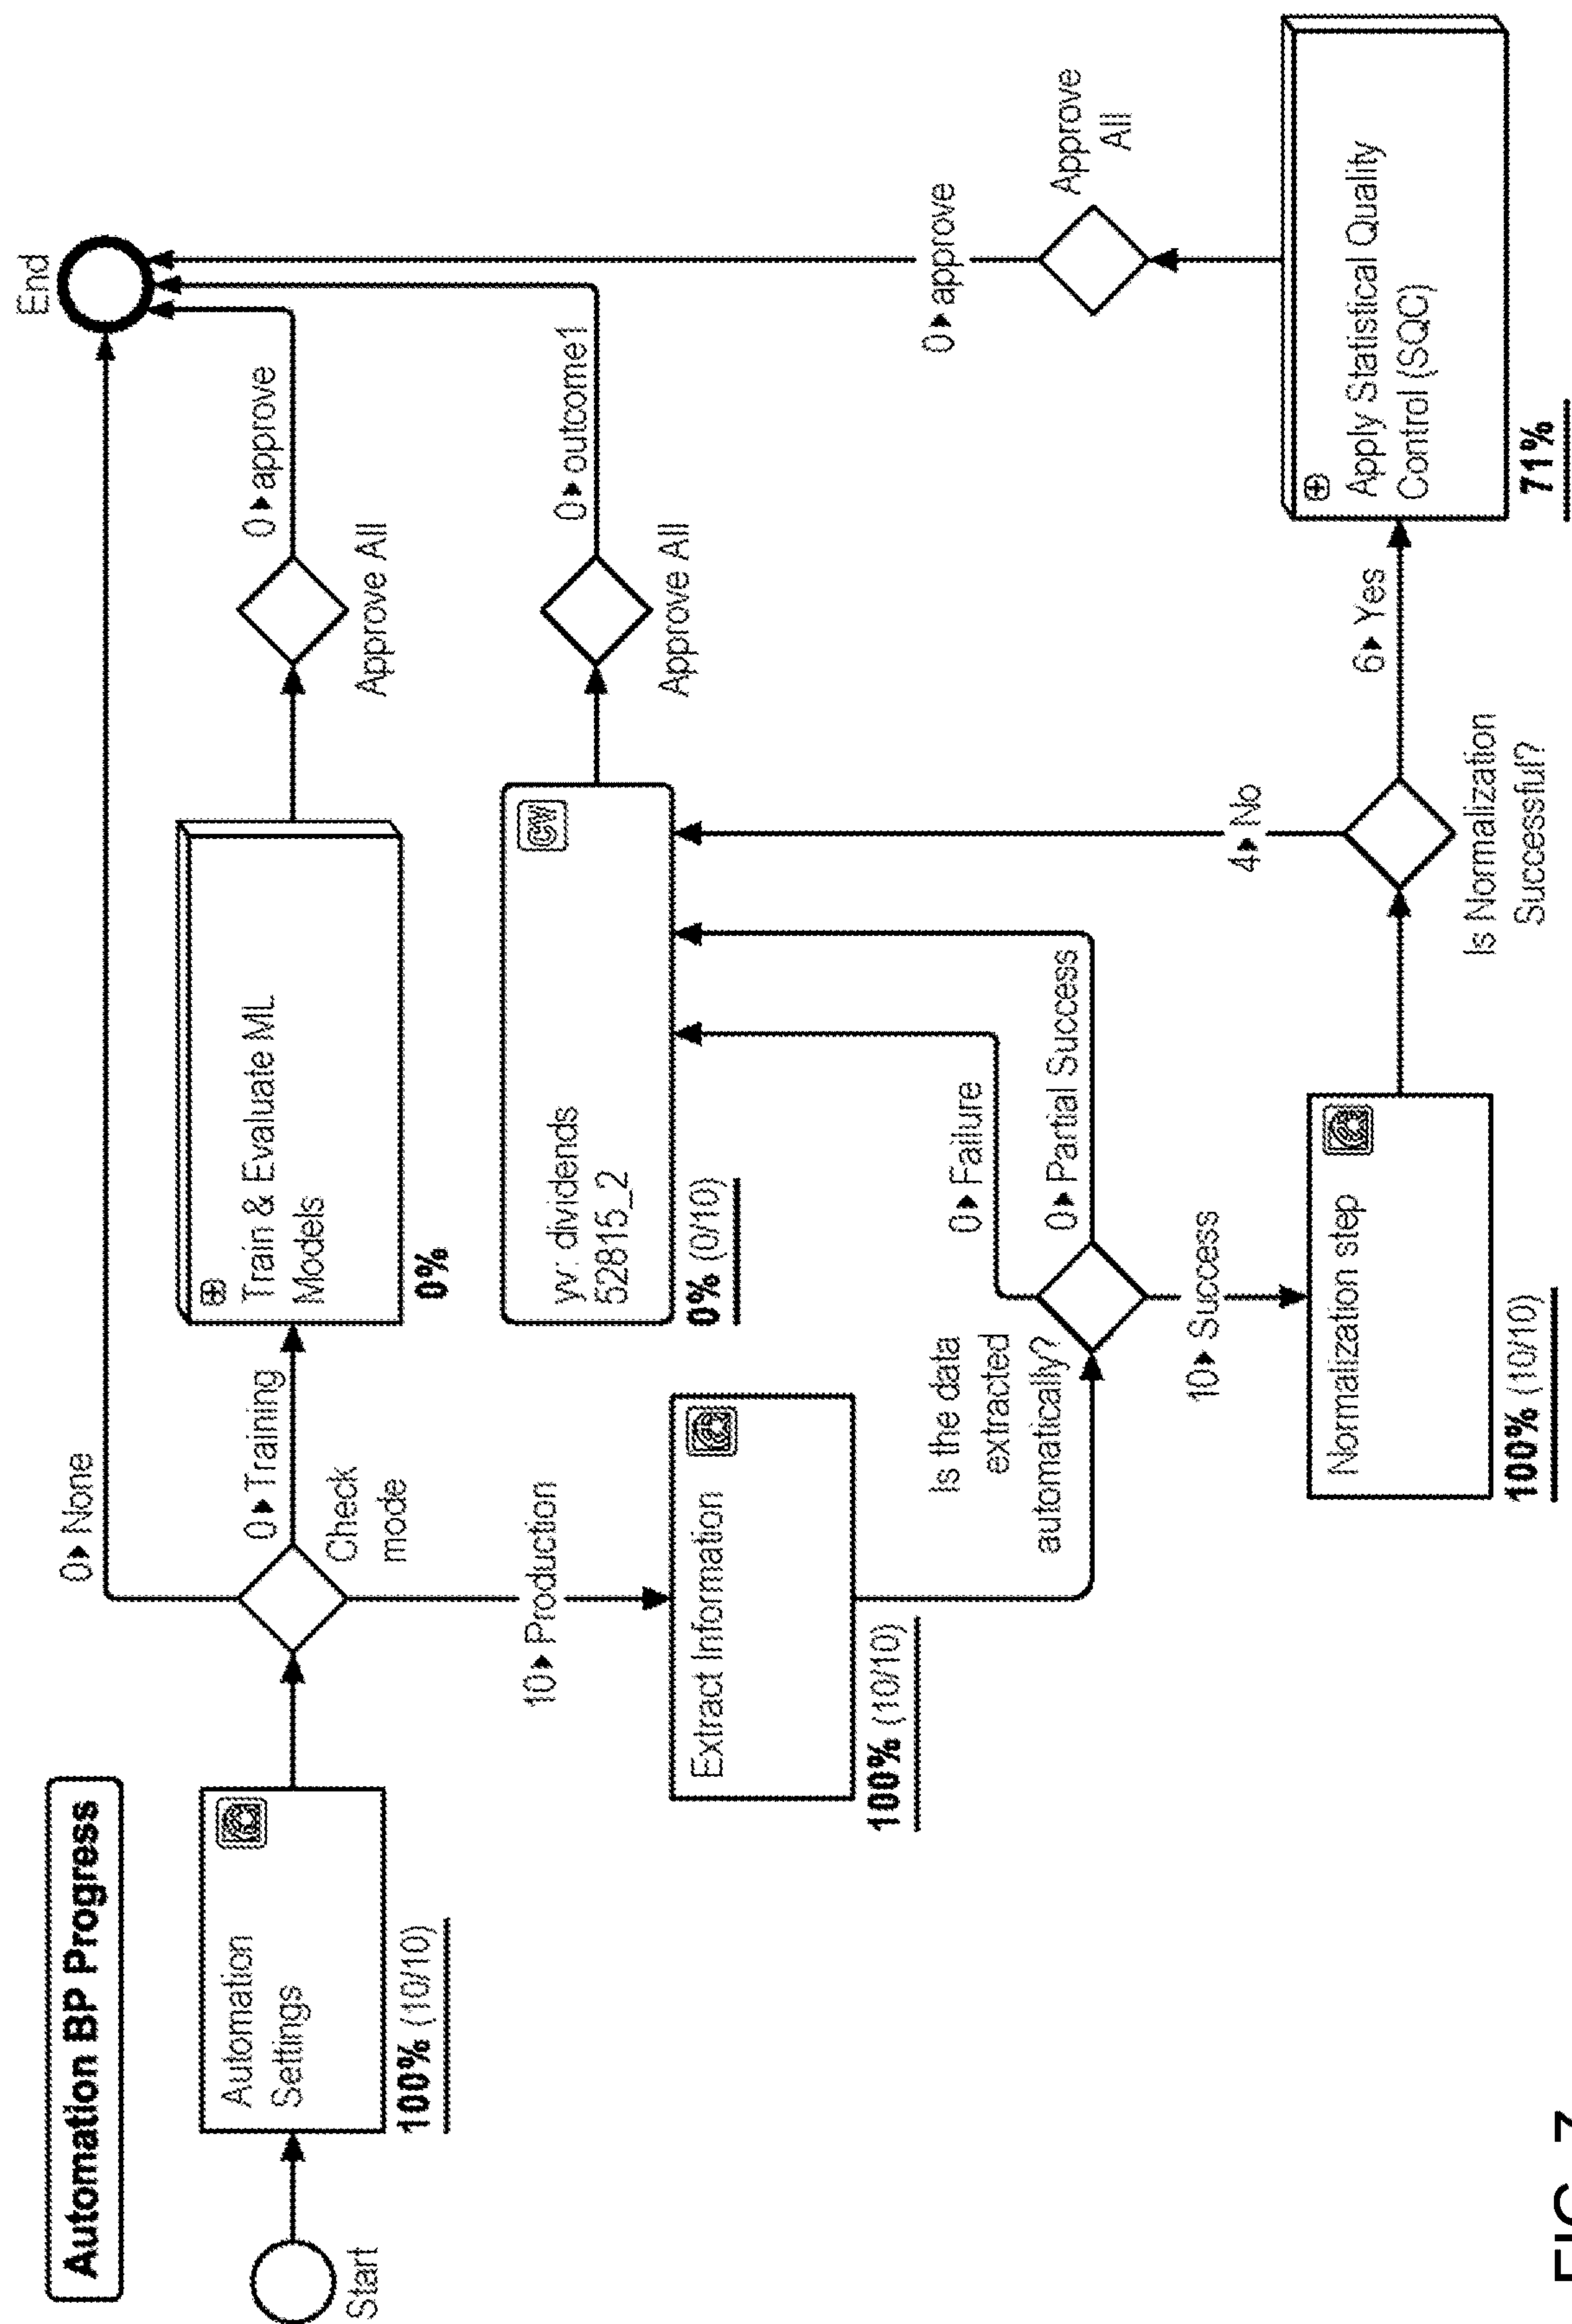 Automation BP Progress
Start
Automation
Settings
100% (10/10)
Check
mode
0▸ None
End
0▸ Training
Train & Evaluate ML
Models
0%
Approve All
0▸ approve
10▸ Production
Extract Information
100% (10/10)
yv: dividends
52815_2
CW
0% (0/10)
Approve All
0▸ outcome1
Is the data
extracted
automatically?
0▸ Failure
0▸ Partial Success
10▸ Success
Normalization step
100% (10/10)
Is Normalization
Successful?
4▸ No
6▸ Yes
Apply Statistical Quality
Control (SQC)
71%
Approve
All
0▸ approve